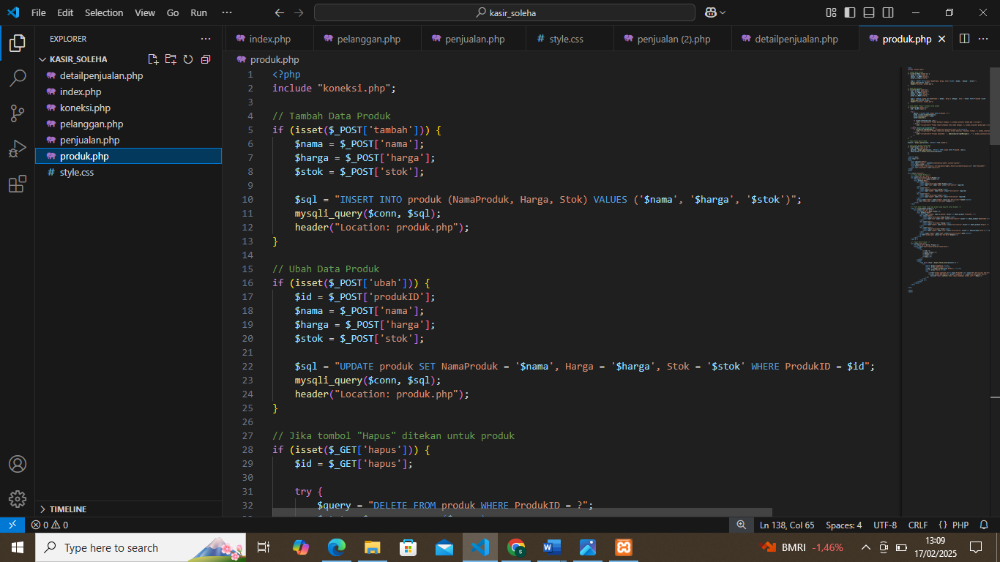 File Edit Selection View Go Run ··· kasir_soleha
EXPLORER ···
KASIR_SOLEHA
detailpenjualan.php
index.php
koneksi.php
pelanggan.php
penjualan.php
produk.php
# style.css
TIMELINE
index.php pelanggan.php penjualan.php # style.css penjualan (2).php detailpenjualan.php produk.php ···
produk.php
1 <?php
2 include "koneksi.php";
3
4 // Tambah Data Produk
5 if (isset($_POST['tambah'])) {
6 $nama = $_POST['nama'];
7 $harga = $_POST['harga'];
8 $stok = $_POST['stok'];
9
10 $sql = "INSERT INTO produk (NamaProduk, Harga, Stok) VALUES ('$nama', '$harga', '$stok')";
11 mysqli_query($conn, $sql);
12 header("Location: produk.php");
13 }
14
15 // Ubah Data Produk
16 if (isset($_POST['ubah'])) {
17 $id = $_POST['produkID'];
18 $nama = $_POST['nama'];
19 $harga = $_POST['harga'];
20 $stok = $_POST['stok'];
21
22 $sql = "UPDATE produk SET NamaProduk = '$nama', Harga = '$harga', Stok = '$stok' WHERE ProdukID = $id";
23 mysqli_query($conn, $sql);
24 header("Location: produk.php");
25 }
26
27 // Jika tombol "Hapus" ditekan untuk produk
28 if (isset($_GET['hapus'])) {
29 $id = $_GET['hapus'];
30
31 try {
32 $query = "DELETE FROM produk WHERE ProdukID = ?";
0 0 Ln 138, Col 65 Spaces: 4 UTF-8 CRLF {} PHP
Type here to search BMRI -1,46% 13:09
17/02/2025